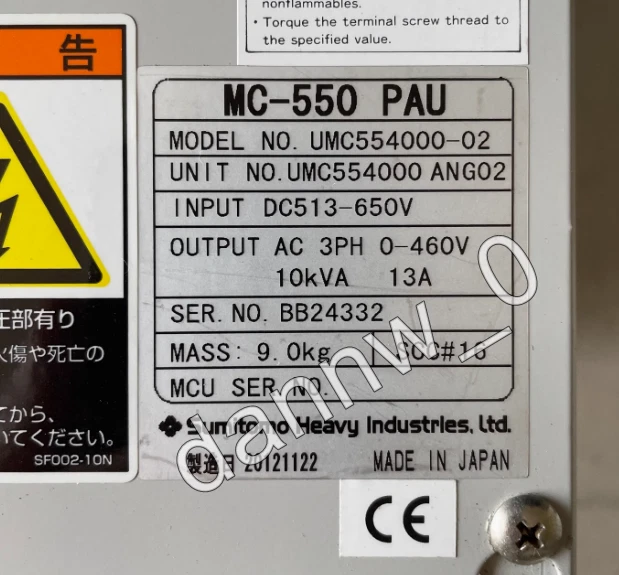 nonflammables.
・Torque the terminal screw thread to
the specified value.
告
MC-550 PAU
MODEL NO. UMC554000-02
UNIT NO. UMC554000 ANG02
INPUT DC513-650V
OUTPUT AC 3PH 0-460V
10kVA 13A
SER. NO. BB24332
MASS: 9.0kg SCC#16
MCU SER. NO.
Sumitomo Heavy Industries, Ltd.
製造日 20121122 MADE IN JAPAN
圧部有り
火傷や死亡の
てから、
いてください。
SF002-10N
CE
dannw_0